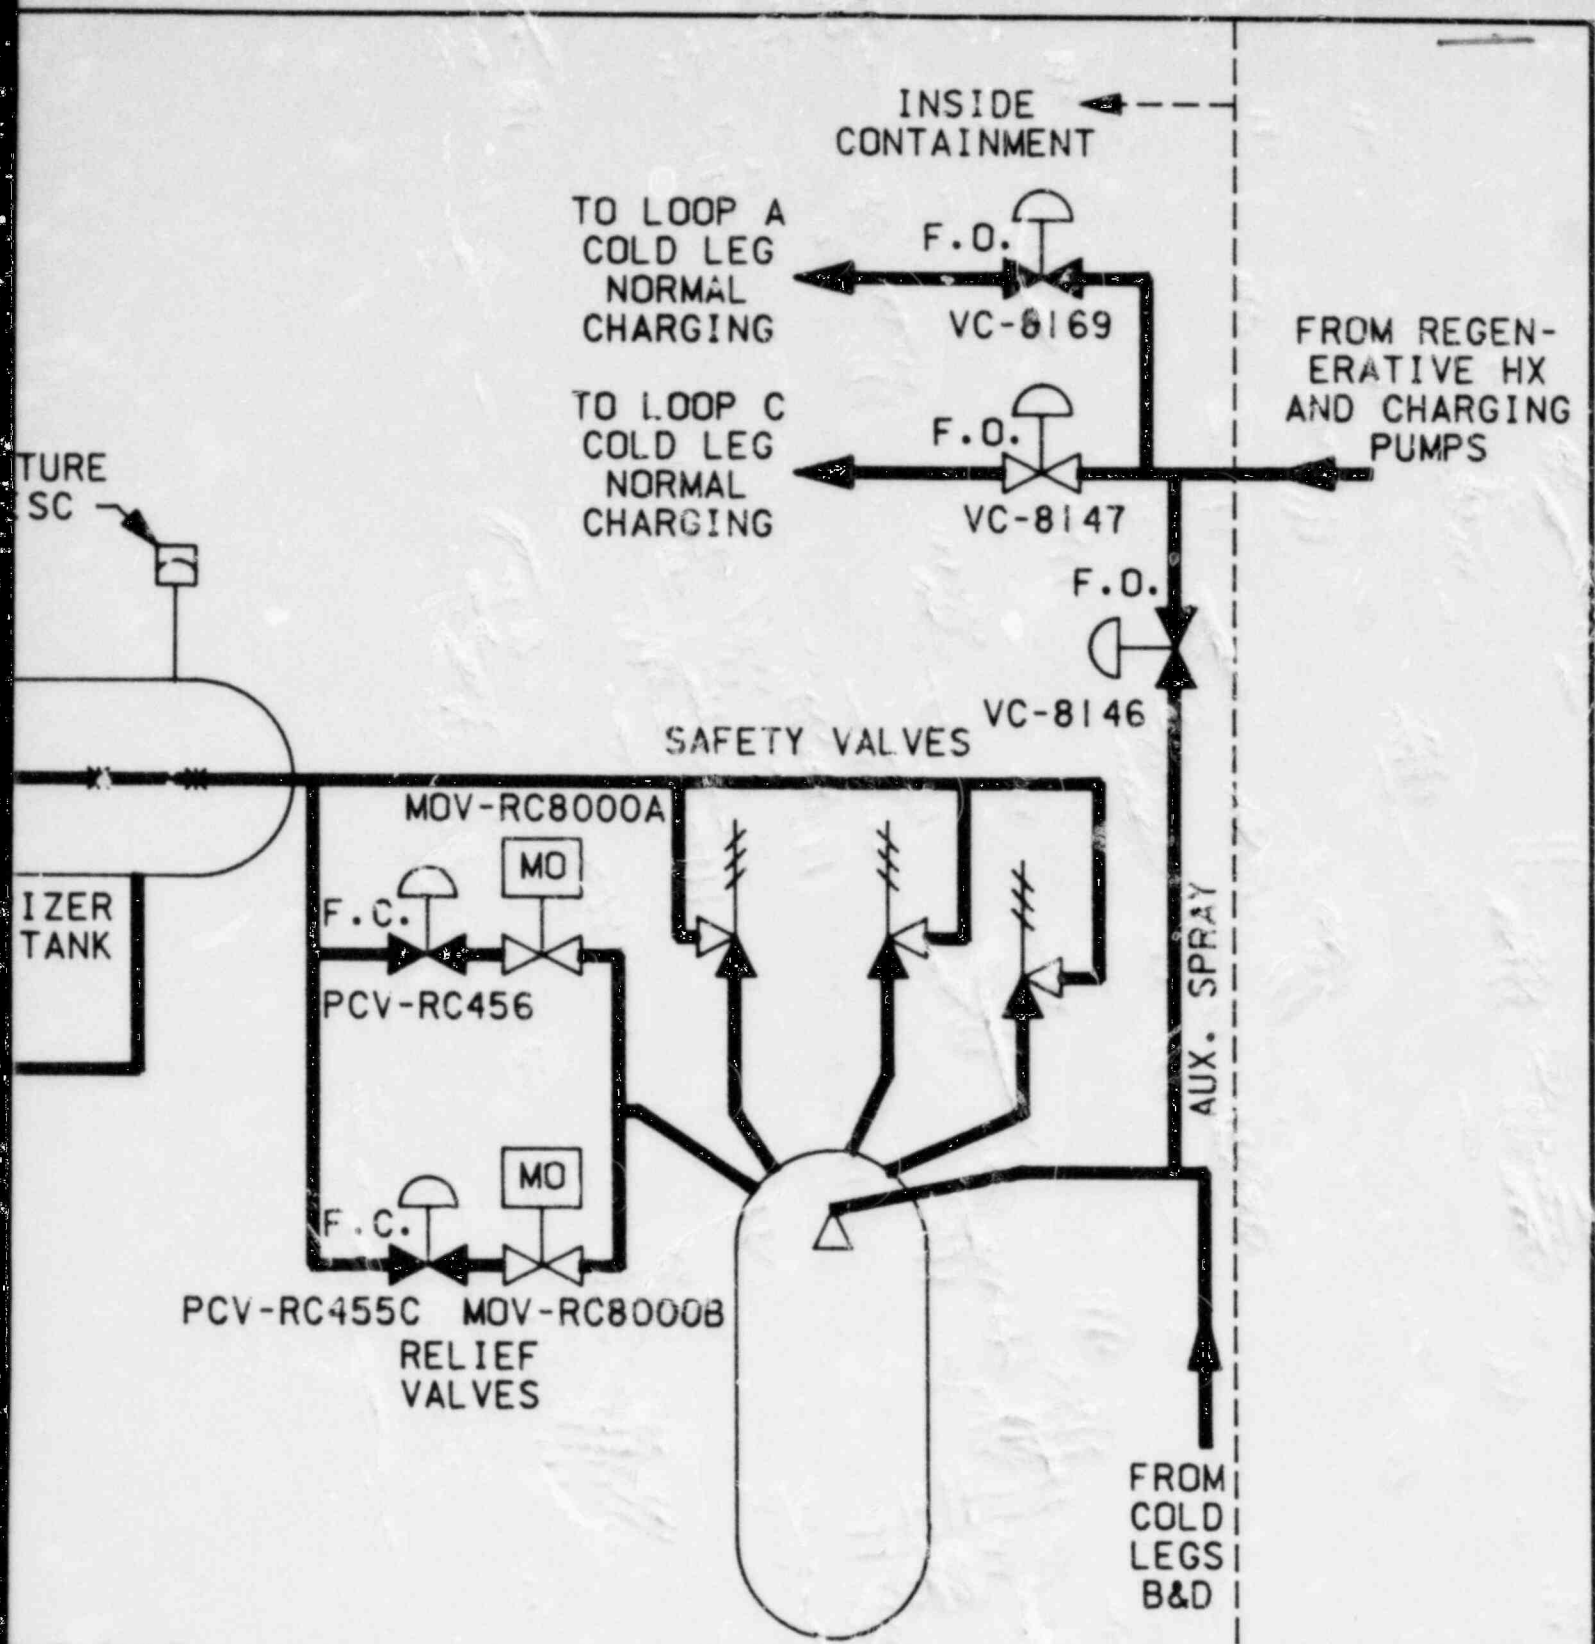 INSIDE
CONTAINMENT
TO LOOP A
COLD LEG
NORMAL
CHARGING
F.O.
VC-8169
FROM REGEN-
ERATIVE HX
AND CHARGING
PUMPS
TO LOOP C
COLD LEG
NORMAL
CHARGING
F.O.
VC-8147
TURE
ISC
F.O.
VC-8146
SAFETY VALVES
MOV-RC8000A
MO
F.C.
PCV-RC456
IZER
TANK
AUX. SPRAY
MO
F.C.
PCV-RC455C MOV-RC8000B
RELIEF
VALVES
FROM
COLD
LEGS
B&D